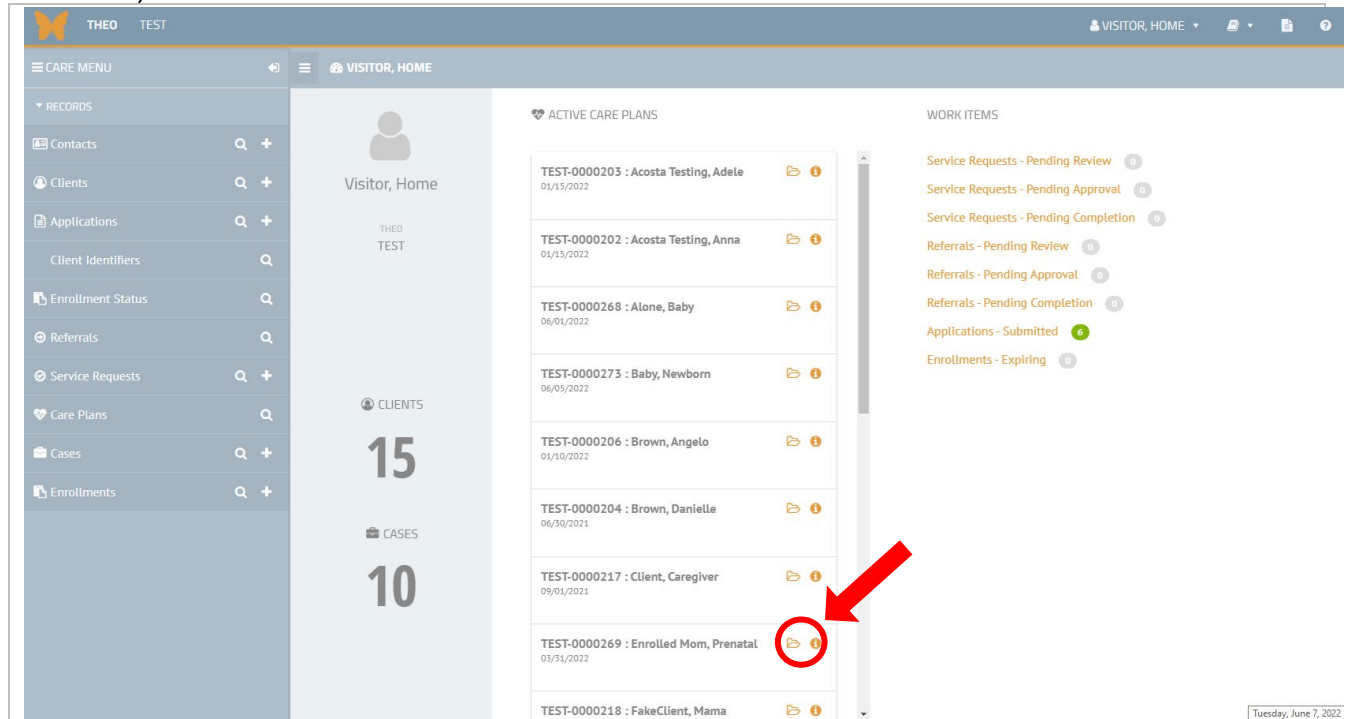 THEO TEST
VISITOR, HOME
CARE MENU
VISITOR, HOME
RECORDS
Contacts
Clients
Applications
Client Identifiers
Enrollment Status
Referrals
Service Requests
Care Plans
Cases
Enrollments
Visitor, Home
THEO
TEST
CLIENTS
15
CASES
10
ACTIVE CARE PLANS
TEST-0000203 : Acosta Testing, Adele
01/15/2022
TEST-0000202 : Acosta Testing, Anna
01/15/2022
TEST-0000268 : Alone, Baby
06/01/2022
TEST-0000273 : Baby, Newborn
06/05/2022
TEST-0000206 : Brown, Angelo
01/10/2022
TEST-0000204 : Brown, Danielle
06/30/2021
TEST-0000217 : Client, Caregiver
09/01/2021
TEST-0000269 : Enrolled Mom, Prenatal
03/31/2022
TEST-0000218 : FakeClient, Mama
WORK ITEMS
Service Requests - Pending Review 0
Service Requests - Pending Approval 0
Service Requests - Pending Completion 0
Referrals - Pending Review 0
Referrals - Pending Approval 0
Referrals - Pending Completion 0
Applications - Submitted 6
Enrollments - Expiring 0
Tuesday, June 7, 2022